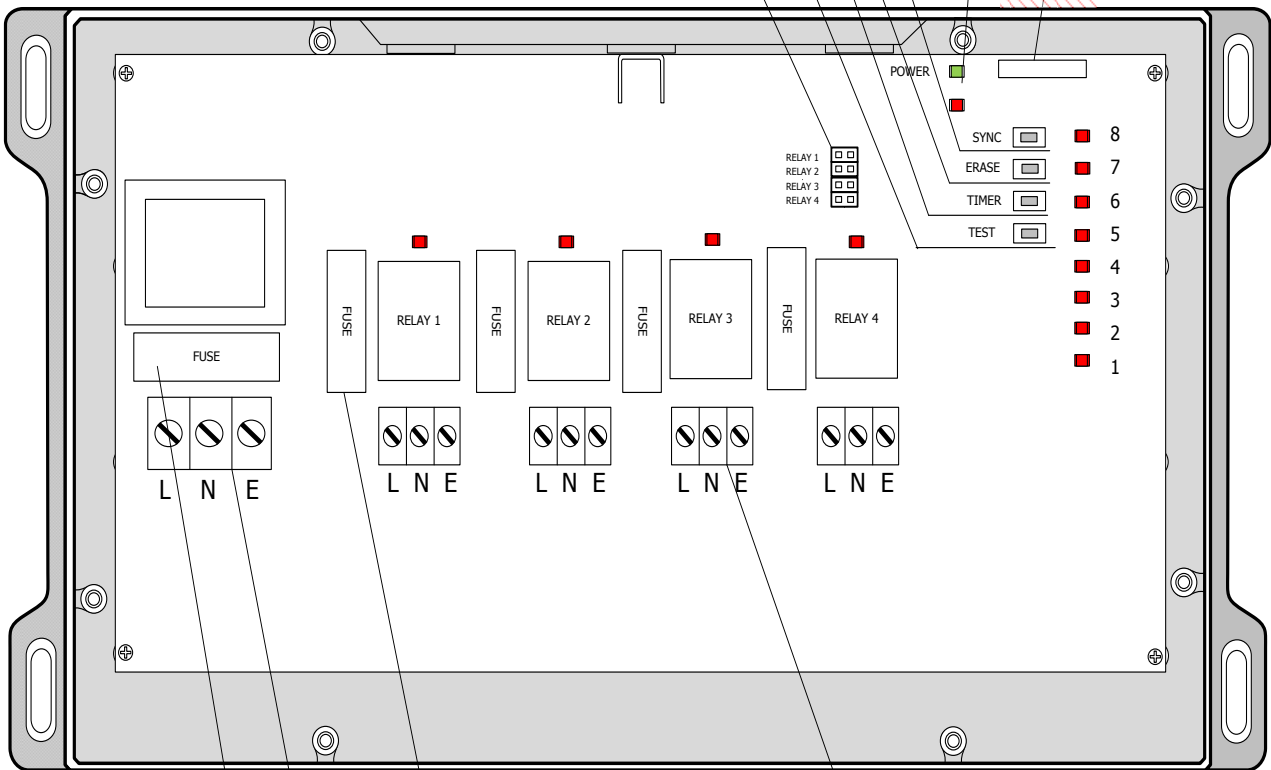 POWER
SYNC 8
ERASE 7
TIMER 6
TEST 5
4
3
2
1
RELAY 1
RELAY 2
RELAY 3
RELAY 4
FUSE
FUSE
RELAY 1
FUSE
RELAY 2
FUSE
RELAY 3
FUSE
RELAY 4
L N E
L N E
L N E
L N E
L N E